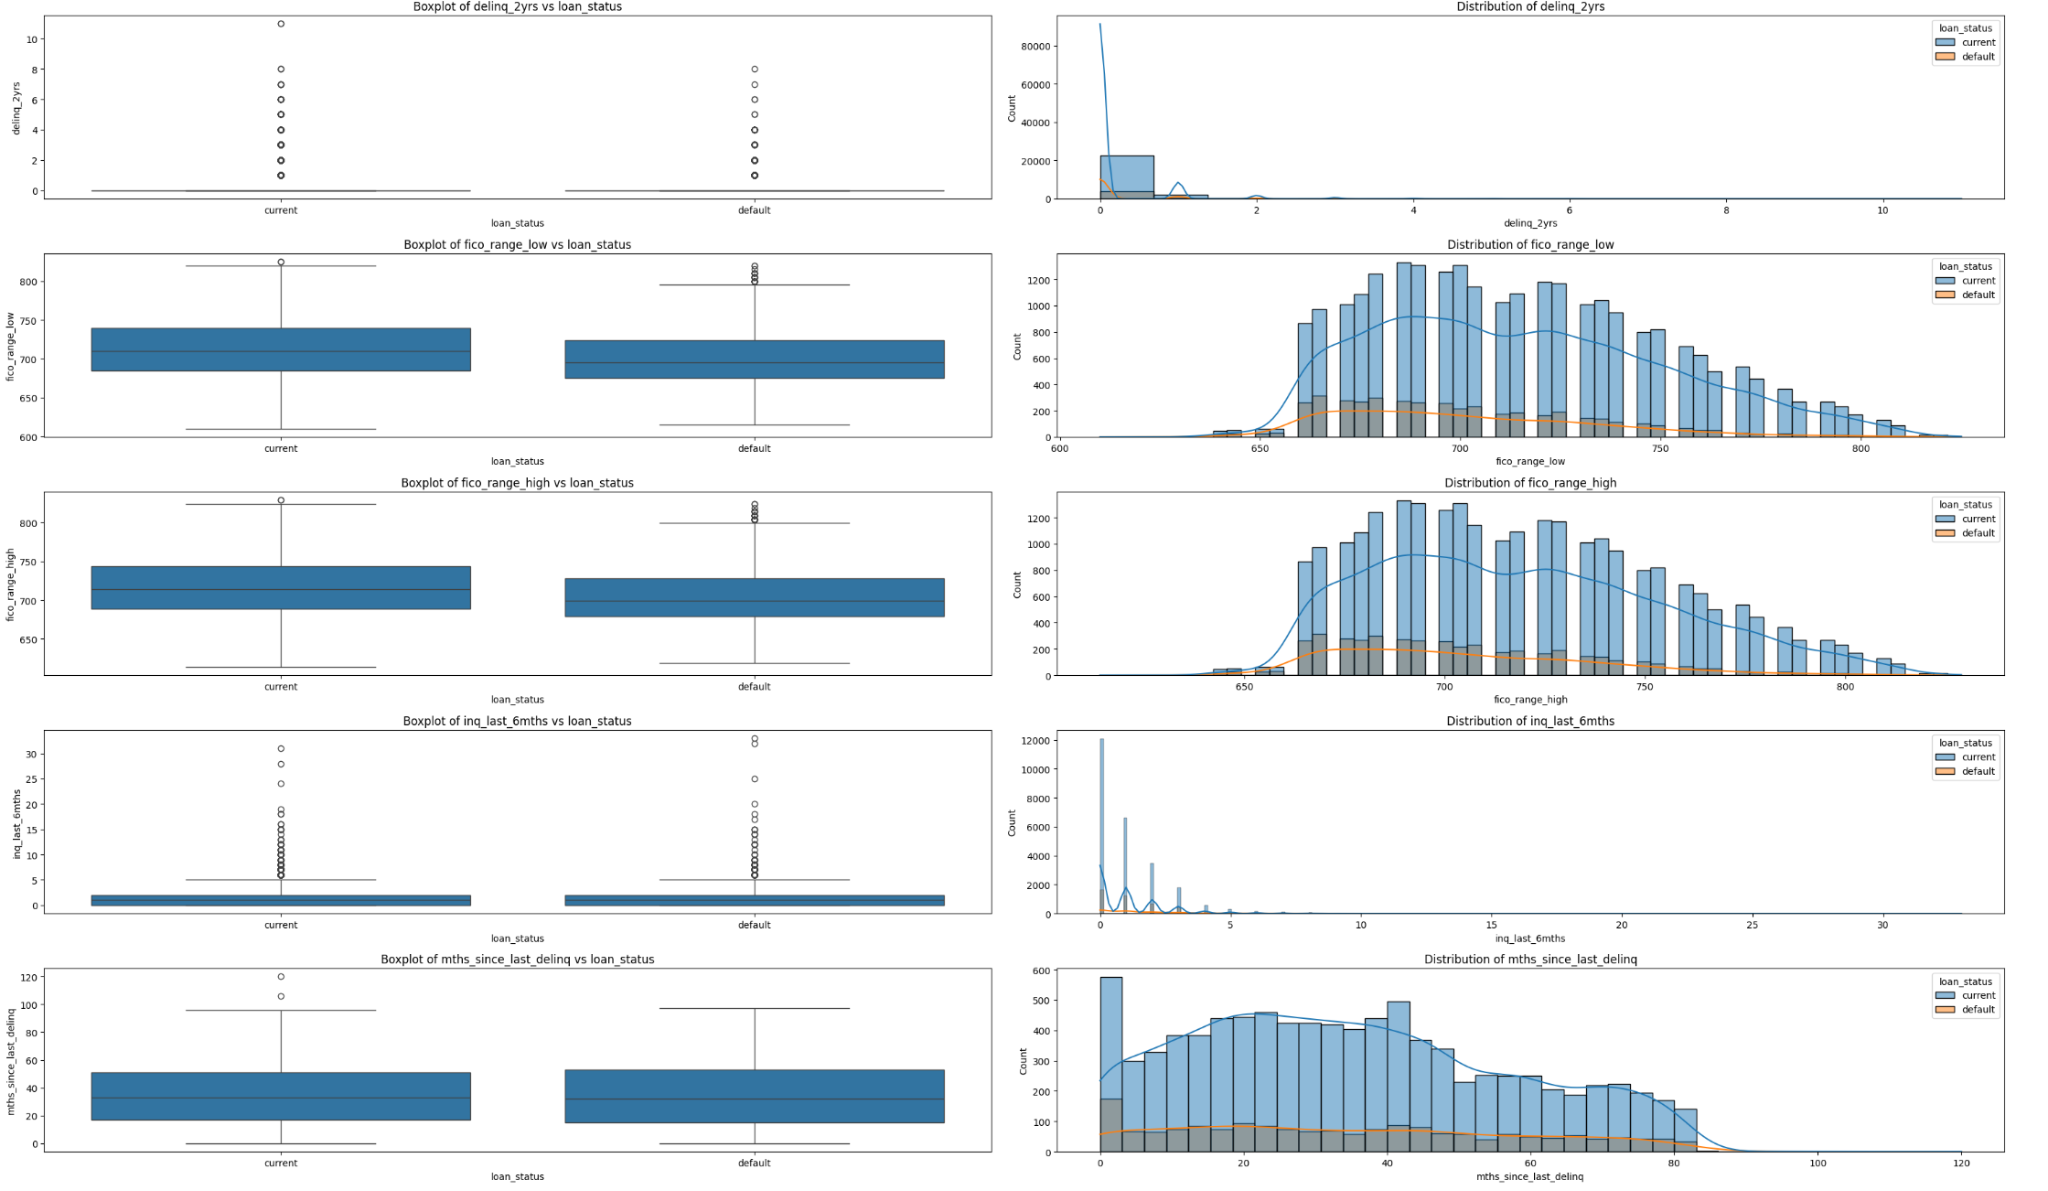 Boxplot of delinq_2yrs vs loan_status
delinq_2yrs
10
8
6
4
2
0
current
default
loan_status
Distribution of delinq_2yrs
Count
80000
60000
40000
20000
0
loan_status
current
default
0 2 4 6 8 10
delinq_2yrs
Boxplot of fico_range_low vs loan_status
fico_range_low
800
750
700
650
600
current
default
loan_status
Distribution of fico_range_low
Count
1200
1000
800
600
400
200
0
loan_status
current
default
600 650 700 750 800
fico_range_low
Boxplot of fico_range_high vs loan_status
fico_range_high
800
750
700
650
current
default
loan_status
Distribution of fico_range_high
Count
1200
1000
800
600
400
200
0
loan_status
current
default
650 700 750 800
fico_range_high
Boxplot of inq_last_6mths vs loan_status
inq_last_6mths
30
25
20
15
10
5
0
current
default
loan_status
Distribution of inq_last_6mths
Count
12000
10000
8000
6000
4000
2000
0
loan_status
current
default
0 5 10 15 20 25 30
inq_last_6mths
Boxplot of mths_since_last_delinq vs loan_status
mths_since_last_delinq
120
100
80
60
40
20
0
current
default
loan_status
Distribution of mths_since_last_delinq
Count
600
500
400
300
200
100
0
loan_status
current
default
0 20 40 60 80 100 120
mths_since_last_delinq